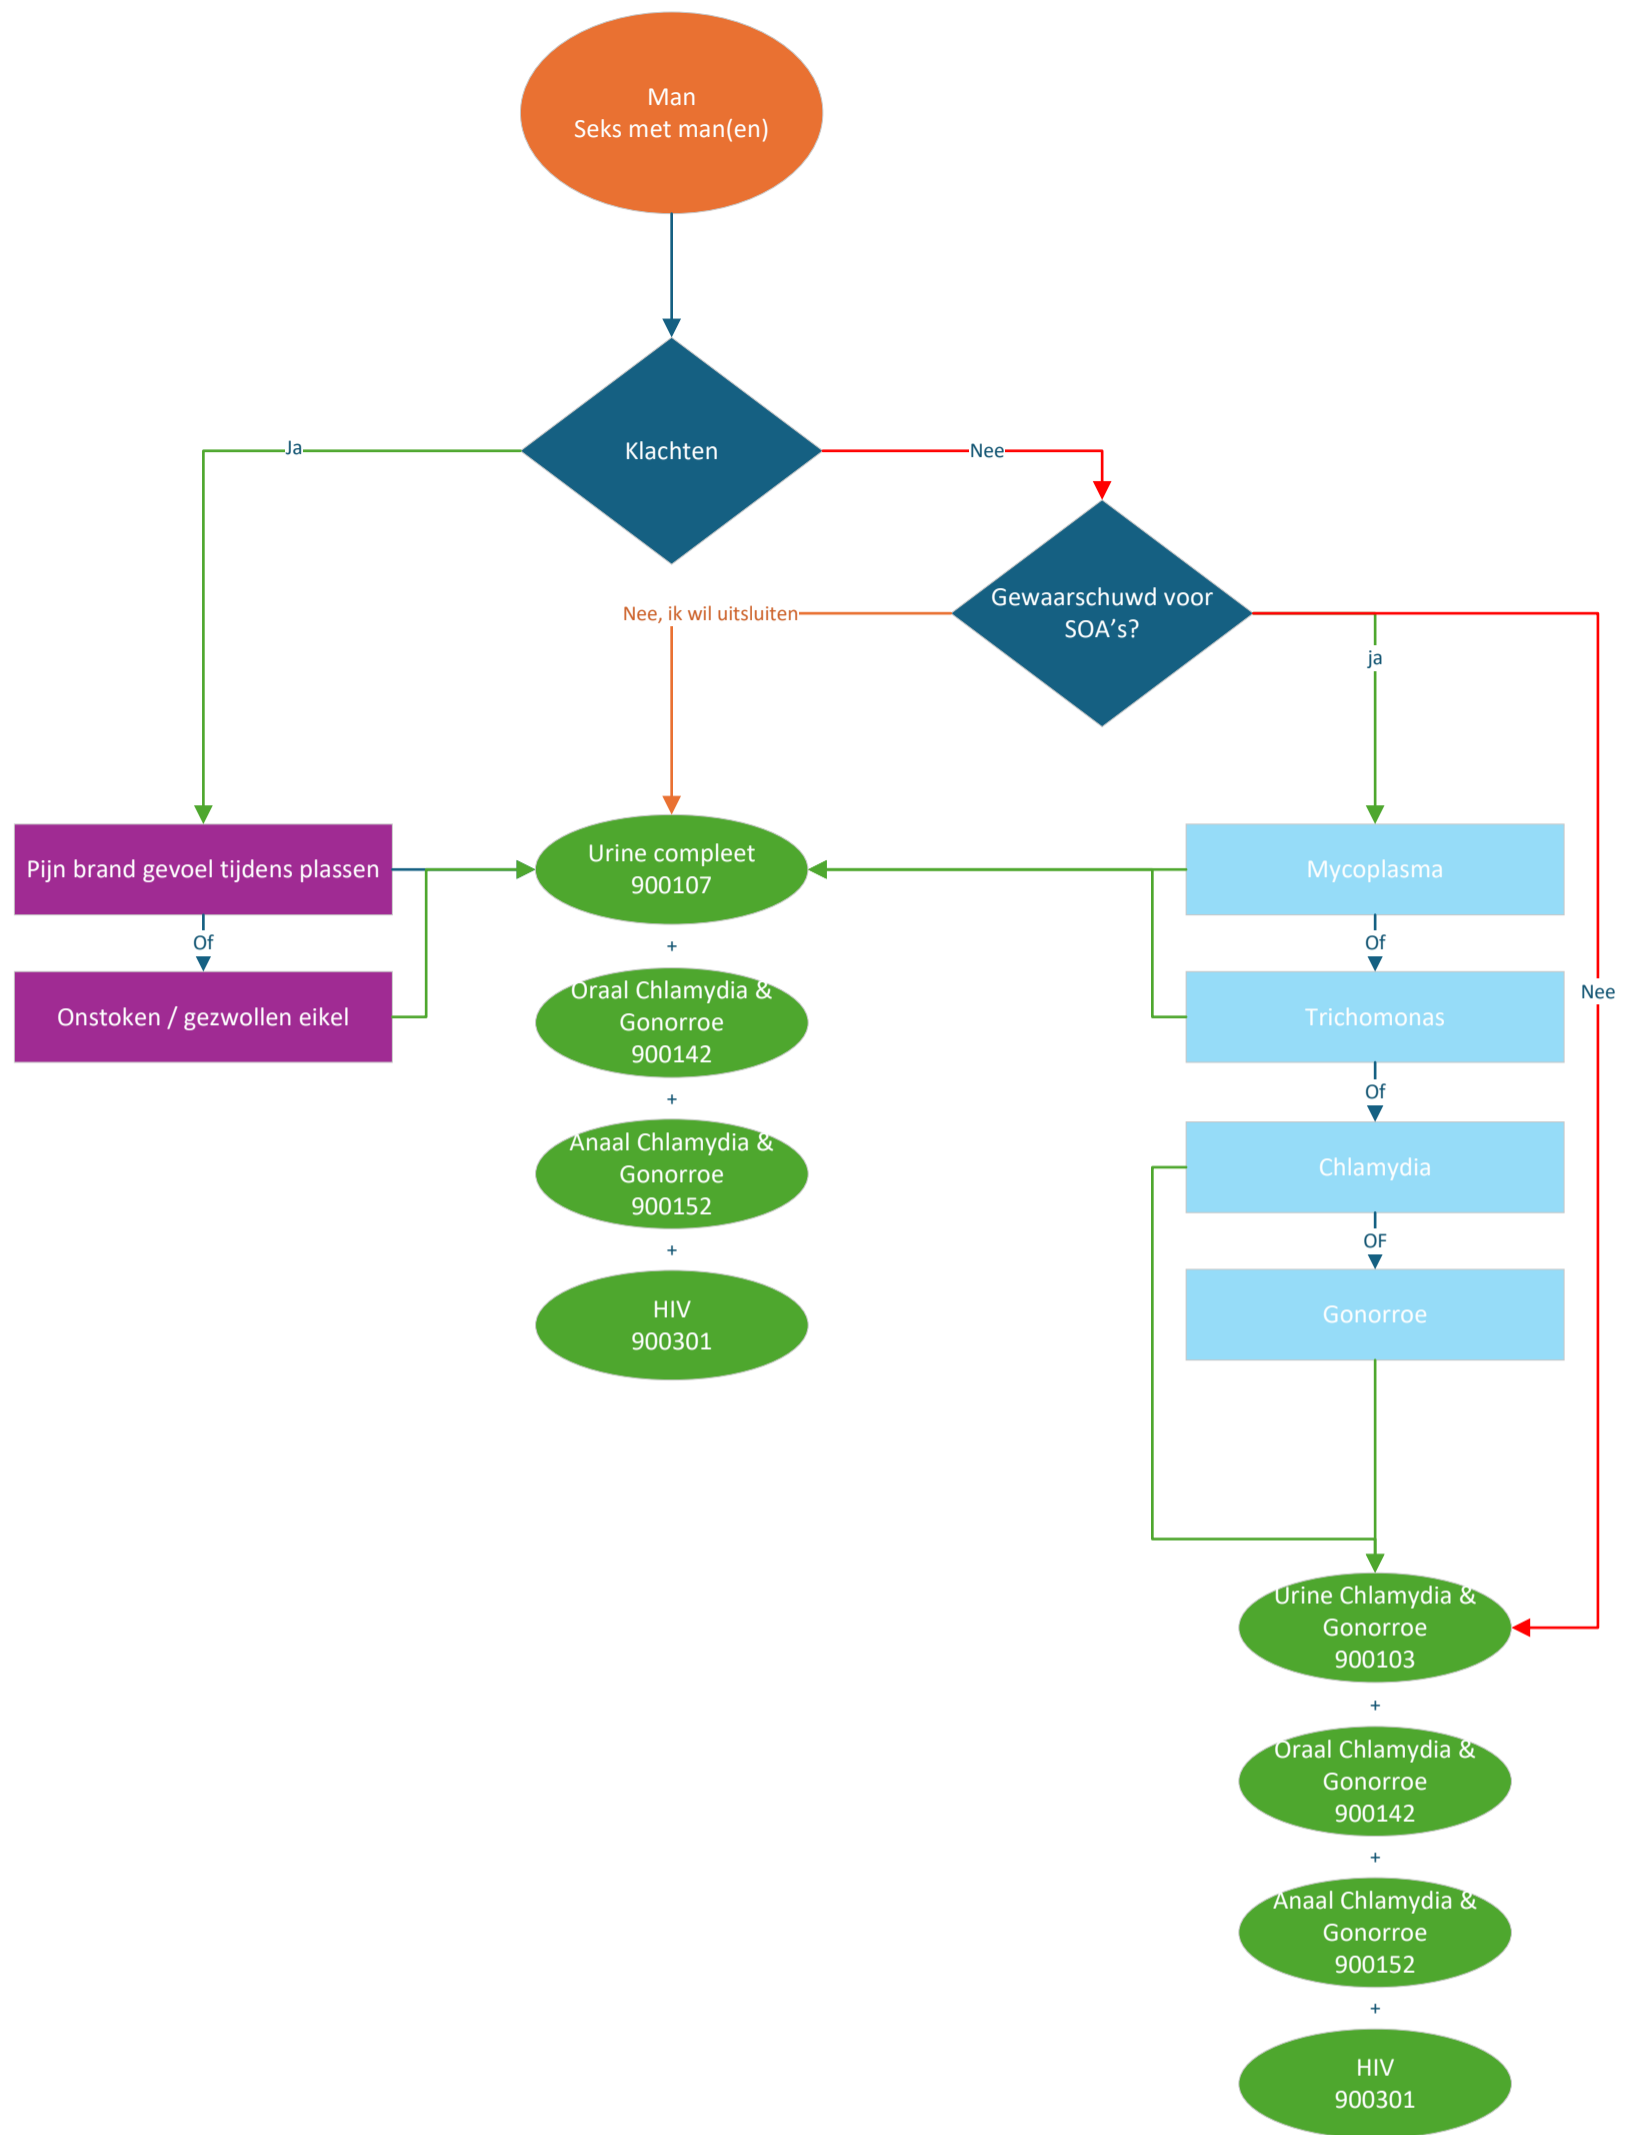 Man
Seks met man(en)
Klachten
Ja
Nee
Gewaarschuwd voor
SOA's?
Nee, ik wil uitsluiten
ja
Pijn brand gevoel tijdens plassen
Of
Onstoken / gezwollen eikel
Urine compleet
900107
+
Oraal Chlamydia &
Gonorroe
900142
+
Anaal Chlamydia &
Gonorroe
900152
+
HIV
900301
Mycoplasma
Of
Trichomonas
Of
Chlamydia
OF
Gonorroe
Nee
Urine Chlamydia &
Gonorroe
900103
+
Oraal Chlamydia &
Gonorroe
900142
+
Anaal Chlamydia &
Gonorroe
900152
+
HIV
900301